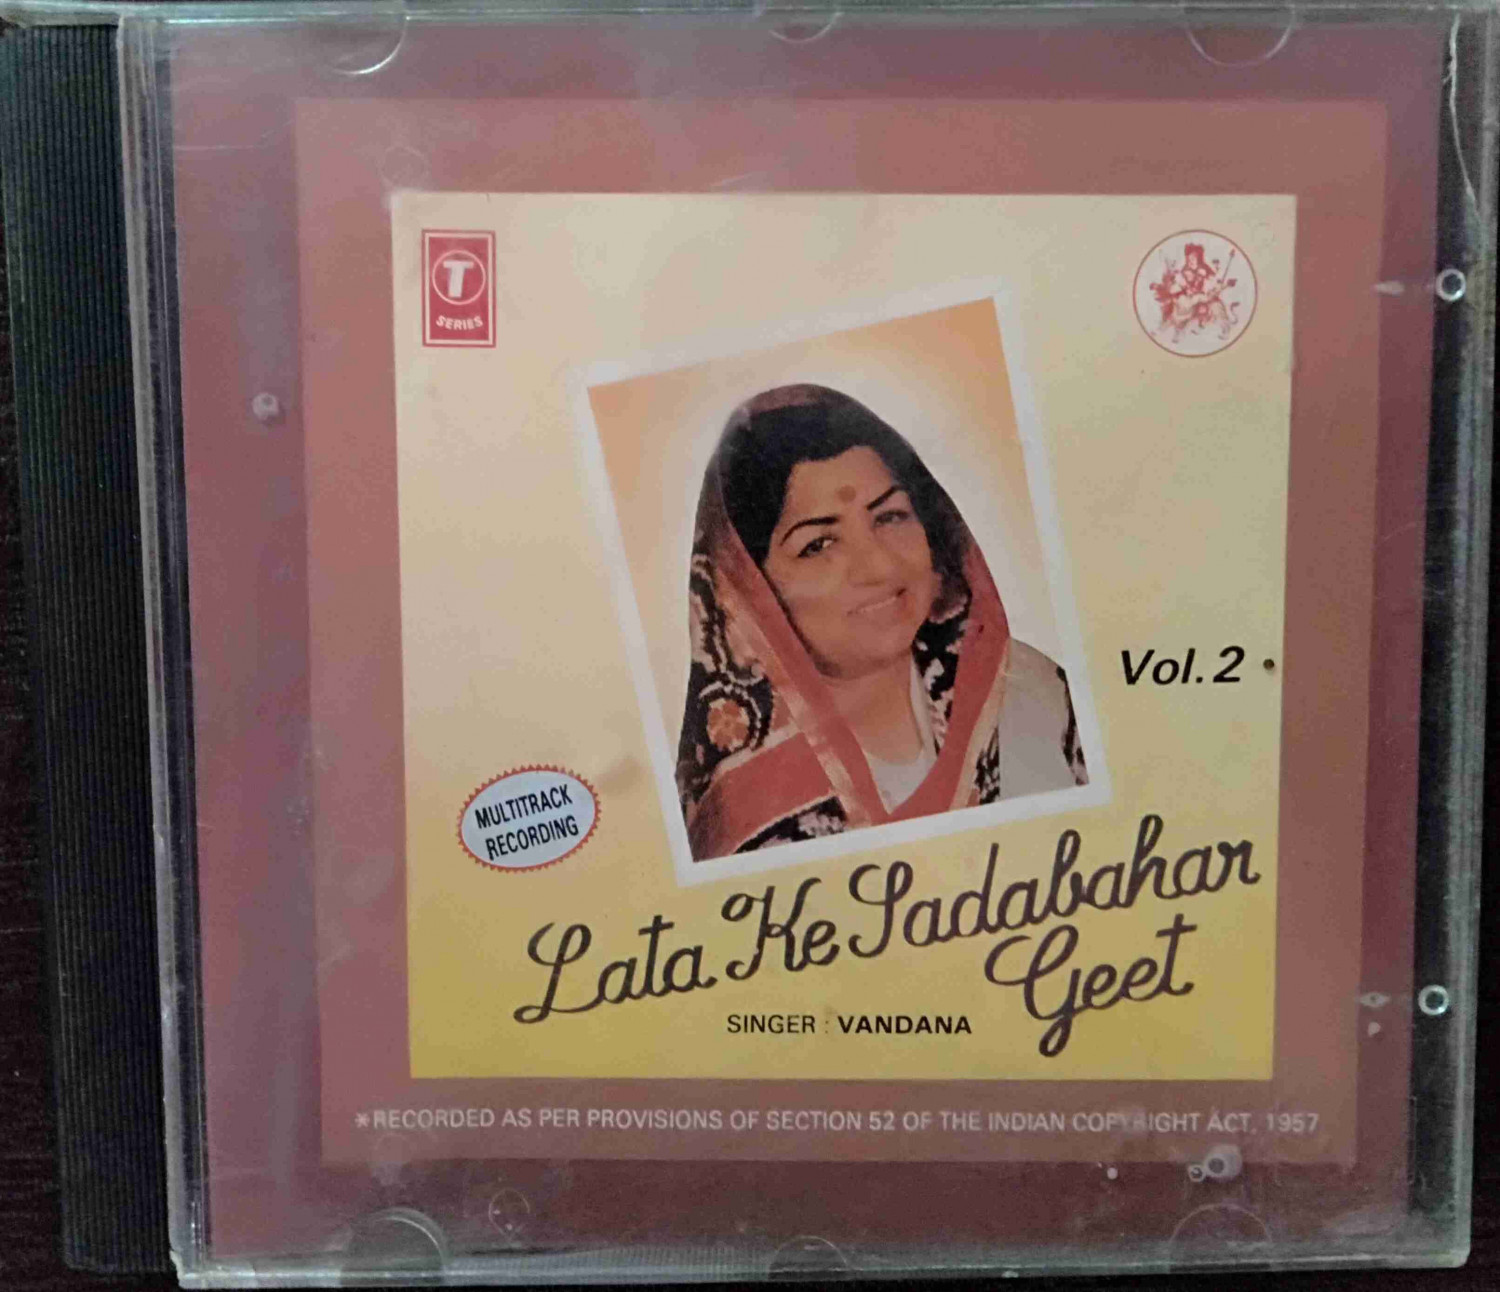 T
SERIES
Vol. 2
MULTITRACK
RECORDING
Lata Ke Sadabahar
Geet
SINGER : VANDANA
*RECORDED AS PER PROVISIONS OF SECTION 52 OF THE INDIAN COPYRIGHT ACT, 1957